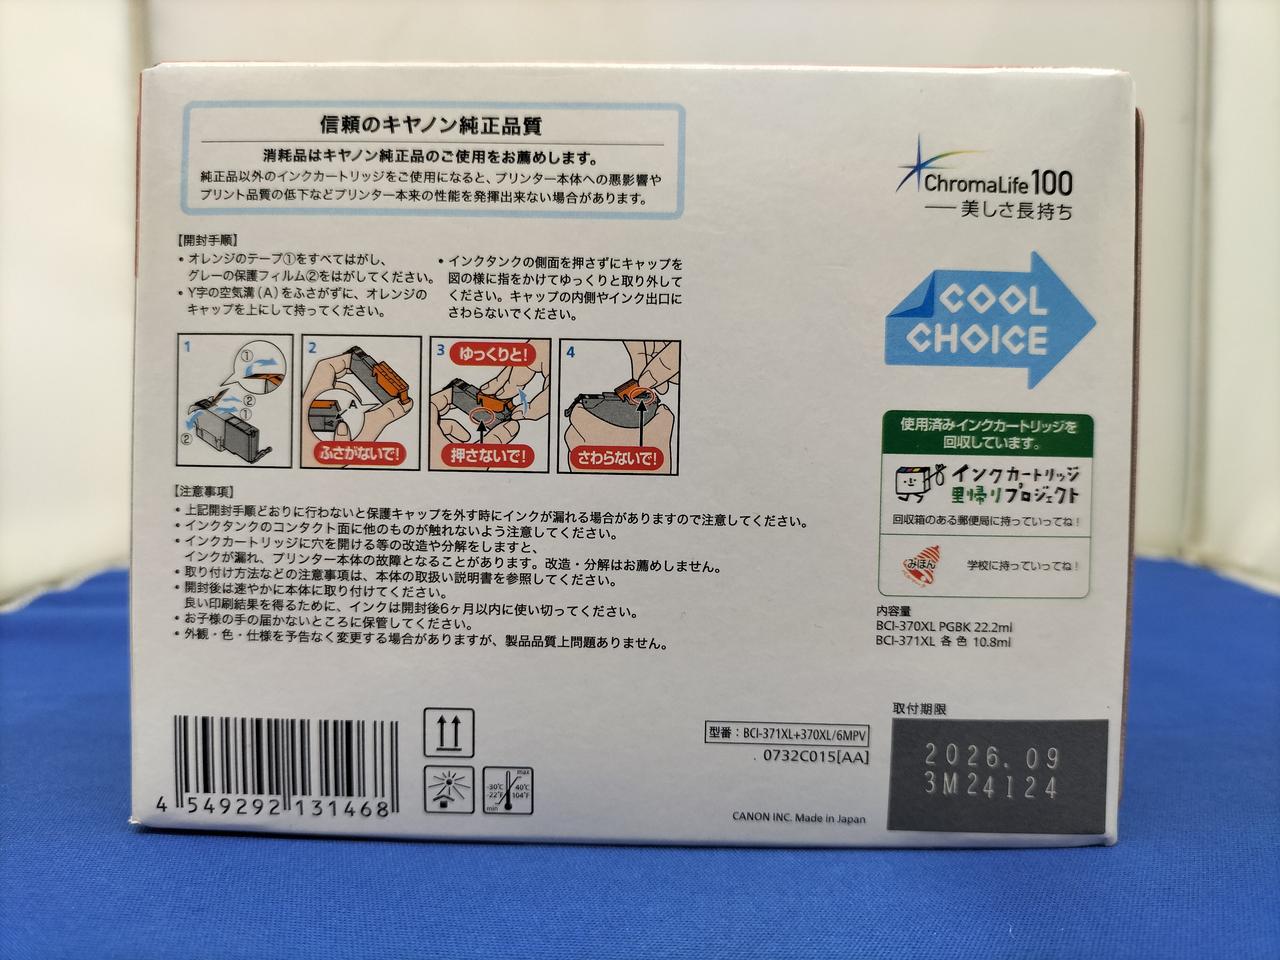 信頼のキヤノン純正品質
消耗品はキヤノン純正品のご使用をお薦めします。
純正品以外のインクカートリッジをご使用になると、プリンター本体への悪影響や
プリント品質の低下などプリンター本来の性能を発揮出来ない場合があります。
【開封手順】
・オレンジのテープ①をすべてはがし、
グレーの保護フィルム②をはがしてください。
・Y字の空気溝(A)をふさがずに、オレンジの
キャップを上にして持ってください。
・インクタンクの側面を押さずにキャップを
図の様に指をかけてゆっくりと取り外して
ください。キャップの内側やインク出口に
さわらないでください。
1
①
②
①
②
2
A
ふさがないで!
3
ゆっくりと!
押さないで!
4
さわらないで!
【注意事項】
・上記開封手順どおりに行わないと保護キャップを外す時にインクが漏れる場合がありますので注意してください。
・インクタンクのコンタクト面に他のものが触れないよう注意してください。
・インクカートリッジに穴を開ける等の改造や分解をしますと、
インクが漏れ、プリンター本体の故障となることがあります。改造・分解はお薦めしません。
・取り付け方法などの注意事項は、本体の取扱い説明書を参照してください。
・開封後は速やかに本体に取り付けてください。
良い印刷結果を得るために、インクは開封後6ヶ月以内に使い切ってください。
・お子様の手の届かないところに保管してください。
・外観・色・仕様を予告なく変更する場合がありますが、製品品質上問題ありません。
4 549292 131468
-30℃
-22°F
min
max
40℃
104°F
ChromaLife100
美しさ長持ち
COOL
CHOICE
使用済みインクカートリッジを
回収しています。
インクカートリッジ
里帰りプロジェクト
回収箱のある郵便局に持っていってね!
みほん
学校に持っていってね!
内容量
BCI-370XL PGBK 22.2ml
BCI-371XL 各色 10.8ml
型番:BCI-371XL+370XL/6MPV
0732C015[AA]
CANON INC. Made in Japan
取付期限
2026.09
3M24124